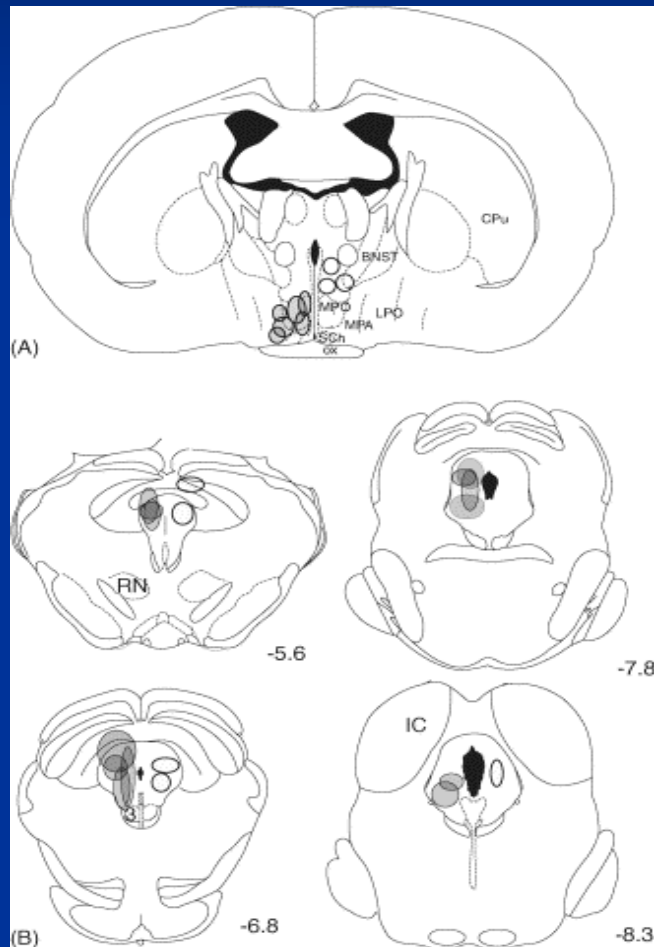 CPu
BNST
MPO
LPO
MPA
SCh
ox
(A)
RN
-5.6
-7.8
IC
3
-6.8
(B)
-8.3